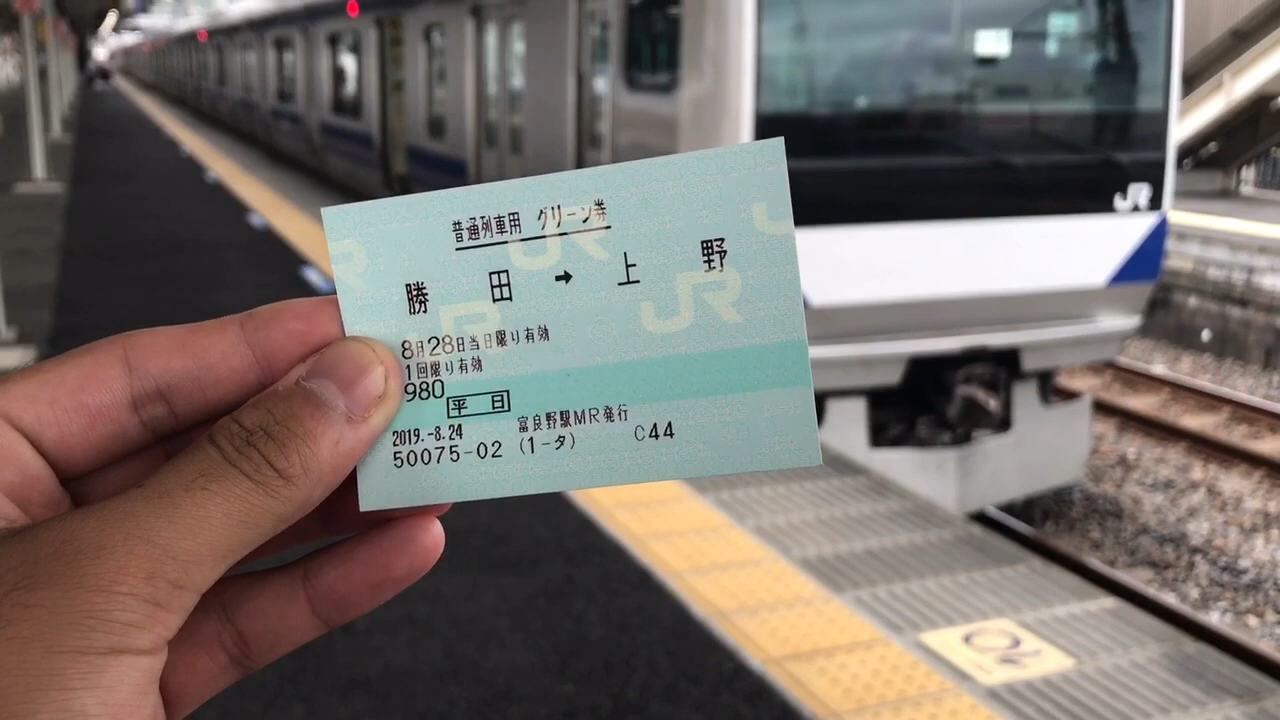 普通列車用 グリーン券
勝 田 → 上 野
8月28日当日限り有効
1回限り有効
980
平 日
2019.-8.24 富良野駅MR発行
50075-02 (1-タ) C44
JR